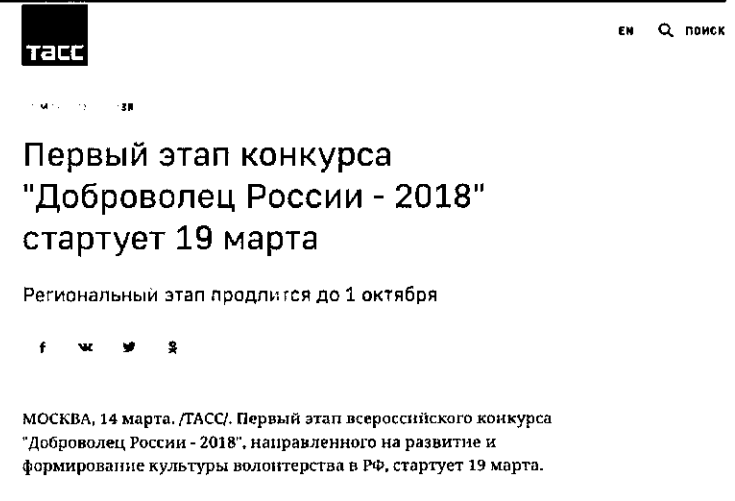 тасс
EN ПОИСК
Первый этап конкурса
"Доброволец России - 2018"
стартует 19 марта
Региональный этап продлится до 1 октября
МОСКВА, 14 марта. /ТАСС/. Первый этап всероссийского конкурса
"Доброволец России - 2018", направленного на развитие и
формирование культуры волонтерства в РФ, стартует 19 марта.